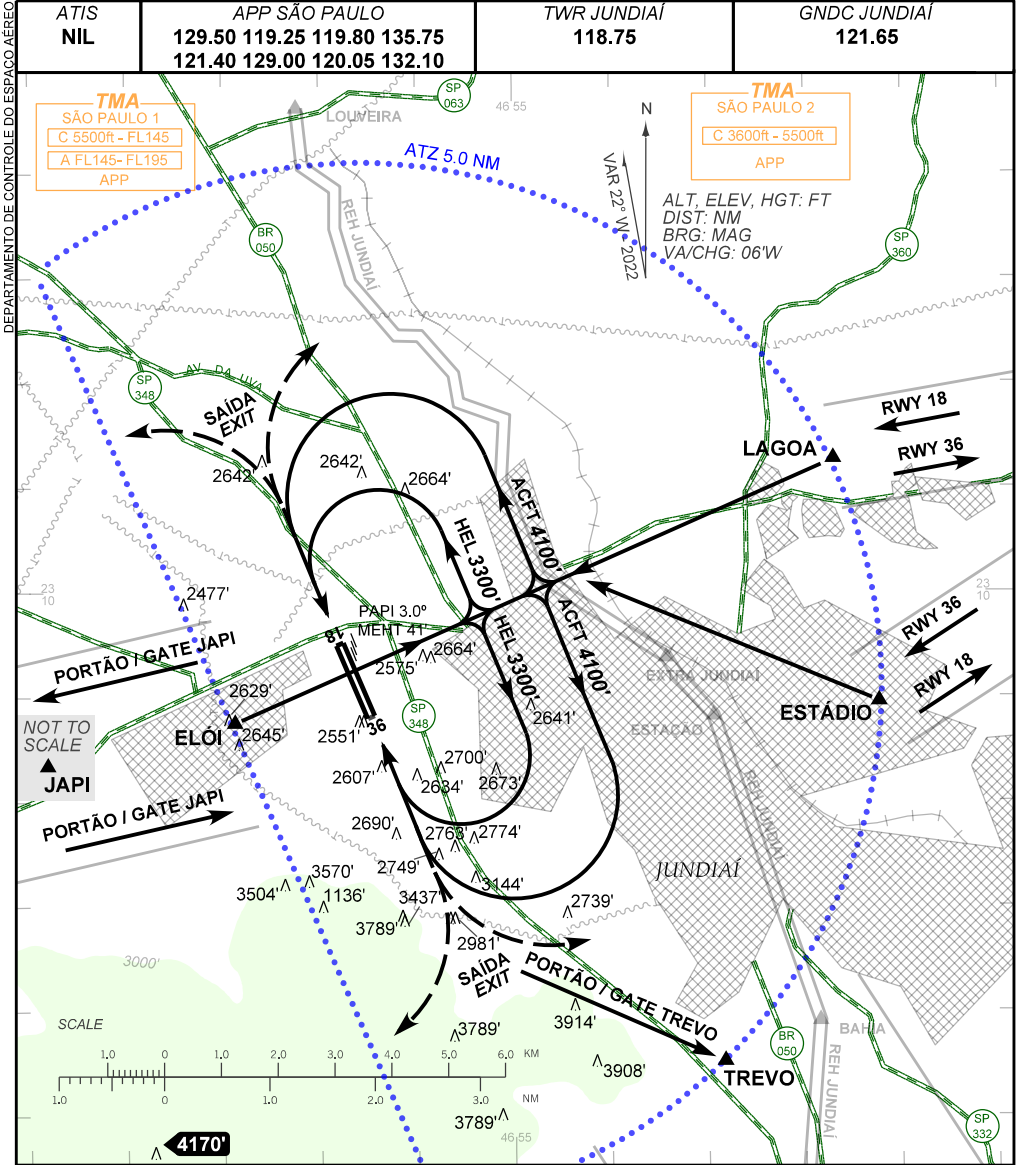 DEPARTAMENTO DE CONTROLE DO ESPAÇO AÉREO
ATIS
NIL
APP SÃO PAULO
129.50 119.25 119.80 135.75
121.40 129.00 120.05 132.10
TWR JUNDIAÍ
118.75
GNDC JUNDIAÍ
121.65
TMA
SÃO PAULO 1
C 5500ft - FL145
A FL145- FL195
APP
SP
063
46 55
LOUVEIRA
TMA
SÃO PAULO 2
C 3600ft - 5500ft
APP
N
VAR 22° W 2022
ATZ 5.0 NM
ALT, ELEV, HGT: FT
DIST: NM
BRG: MAG
VA/CHG: 06'W
REH JUNDIAÍ
BR
050
SP
360
SP
348
AV. DA UVA
SAÍDA
EXIT
RWY 18
RWY 36
LAGOA
2642'
2642'
2664'
ACFT 4100'
HEL 3300'
23
10
2477'
PAPI 3.0º
MEHT 41'
18
23
10
HEL 3300'
ACFT 4100'
RWY 36
RWY 18
PORTÃO / GATE JAPI
2575'
2664'
EXTRA JUNDIAÍ
2629'
2641'
ESTÁDIO
ELÓI
2645'
NOT TO
SCALE
JAPI
2551'
36
SP
348
ESTAÇÃO
2607'
2634'
2700'
2673'
PORTÃO / GATE JAPI
2690'
2763'
2774'
REH JUNDIAÍ
2749'
3144'
JUNDIAÍ
3504'
3570'
1136'
3437'
3789'
2739'
2981'
3000'
SAÍDA
EXIT
PORTÃO / GATE TREVO
3914'
SCALE
3789'
BAHIA
BR
050
3908'
TREVO
REH JUNDIAÍ
1.0 0 1.0 2.0 3.0 4.0 5.0 6.0 KM
1.0 0 1.0 2.0 3.0 NM
3789'
46 55
SP
332
4170'